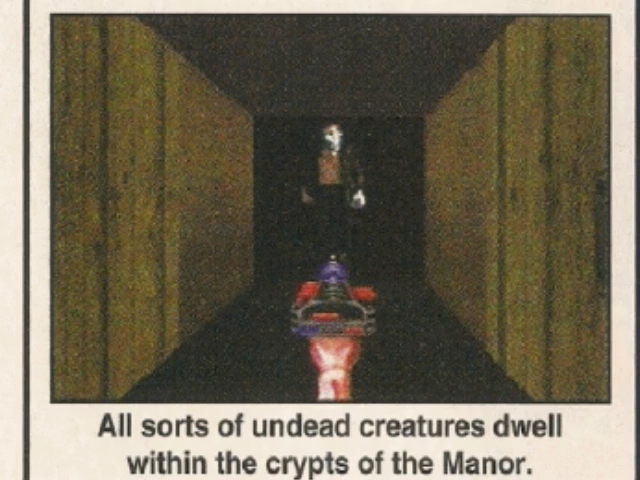 All sorts of undead creatures dwell
within the crypts of the Manor.